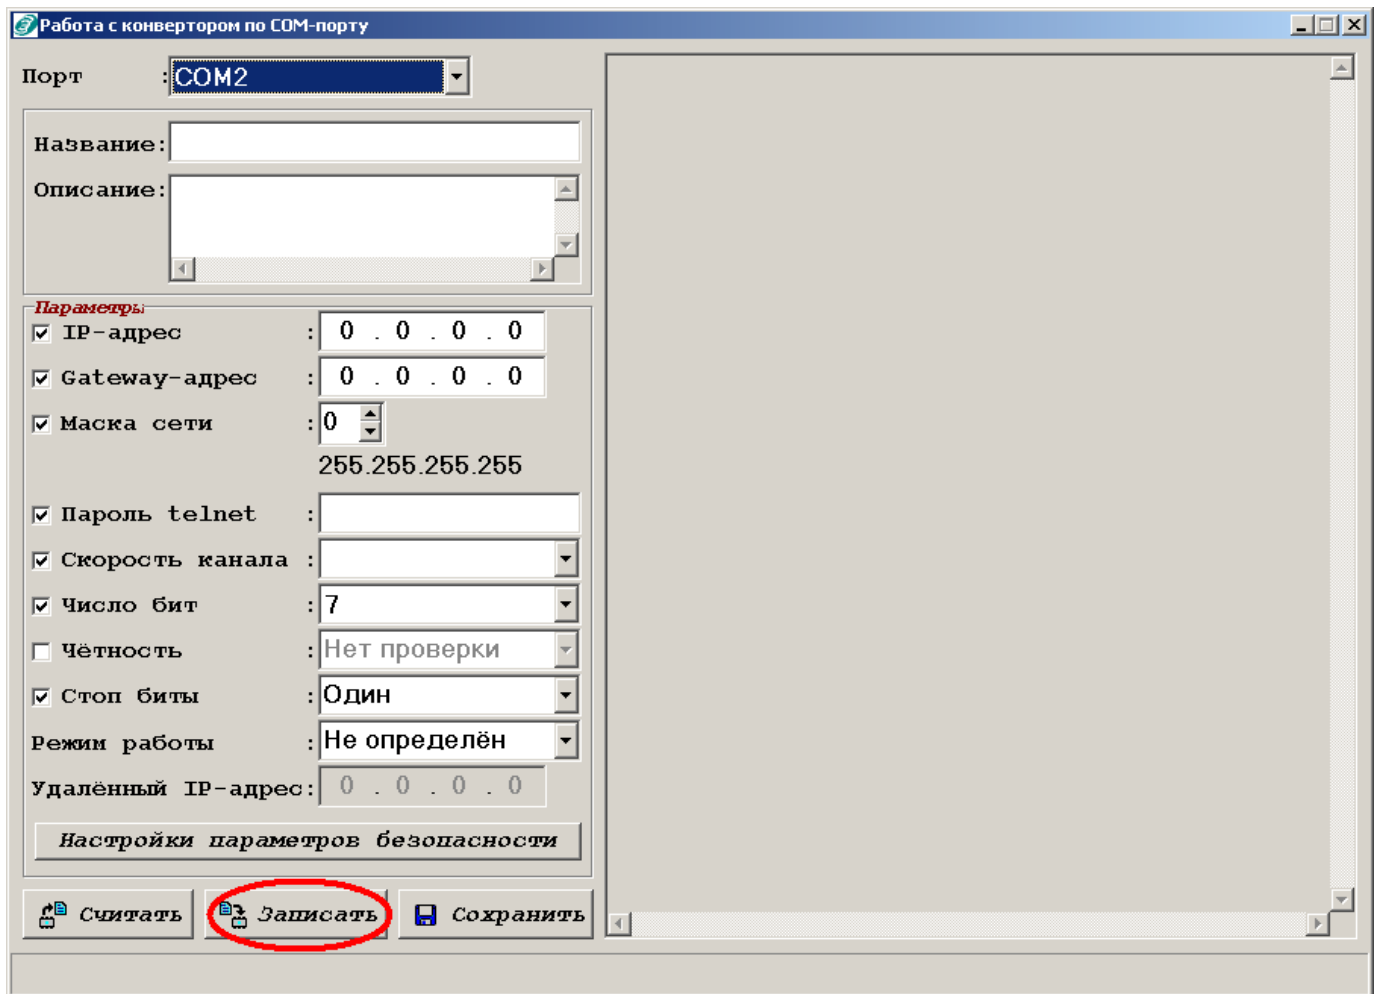 Работа с конвертором по COM-порту
Порт :COM2
Название:
Описание:
Параметры
IP-адрес : 0 . 0 . 0 . 0
Gateway-адрес : 0 . 0 . 0 . 0
Маска сети :0
255.255.255.255
Пароль telnet :
Скорость канала :
Число бит :7
Чётность :Нет проверки
Стоп биты :Один
Режим работы :Не определён
Удалённый IP-адрес: 0 . 0 . 0 . 0
Настройки параметров безопасности
Считать Записать Сохранить